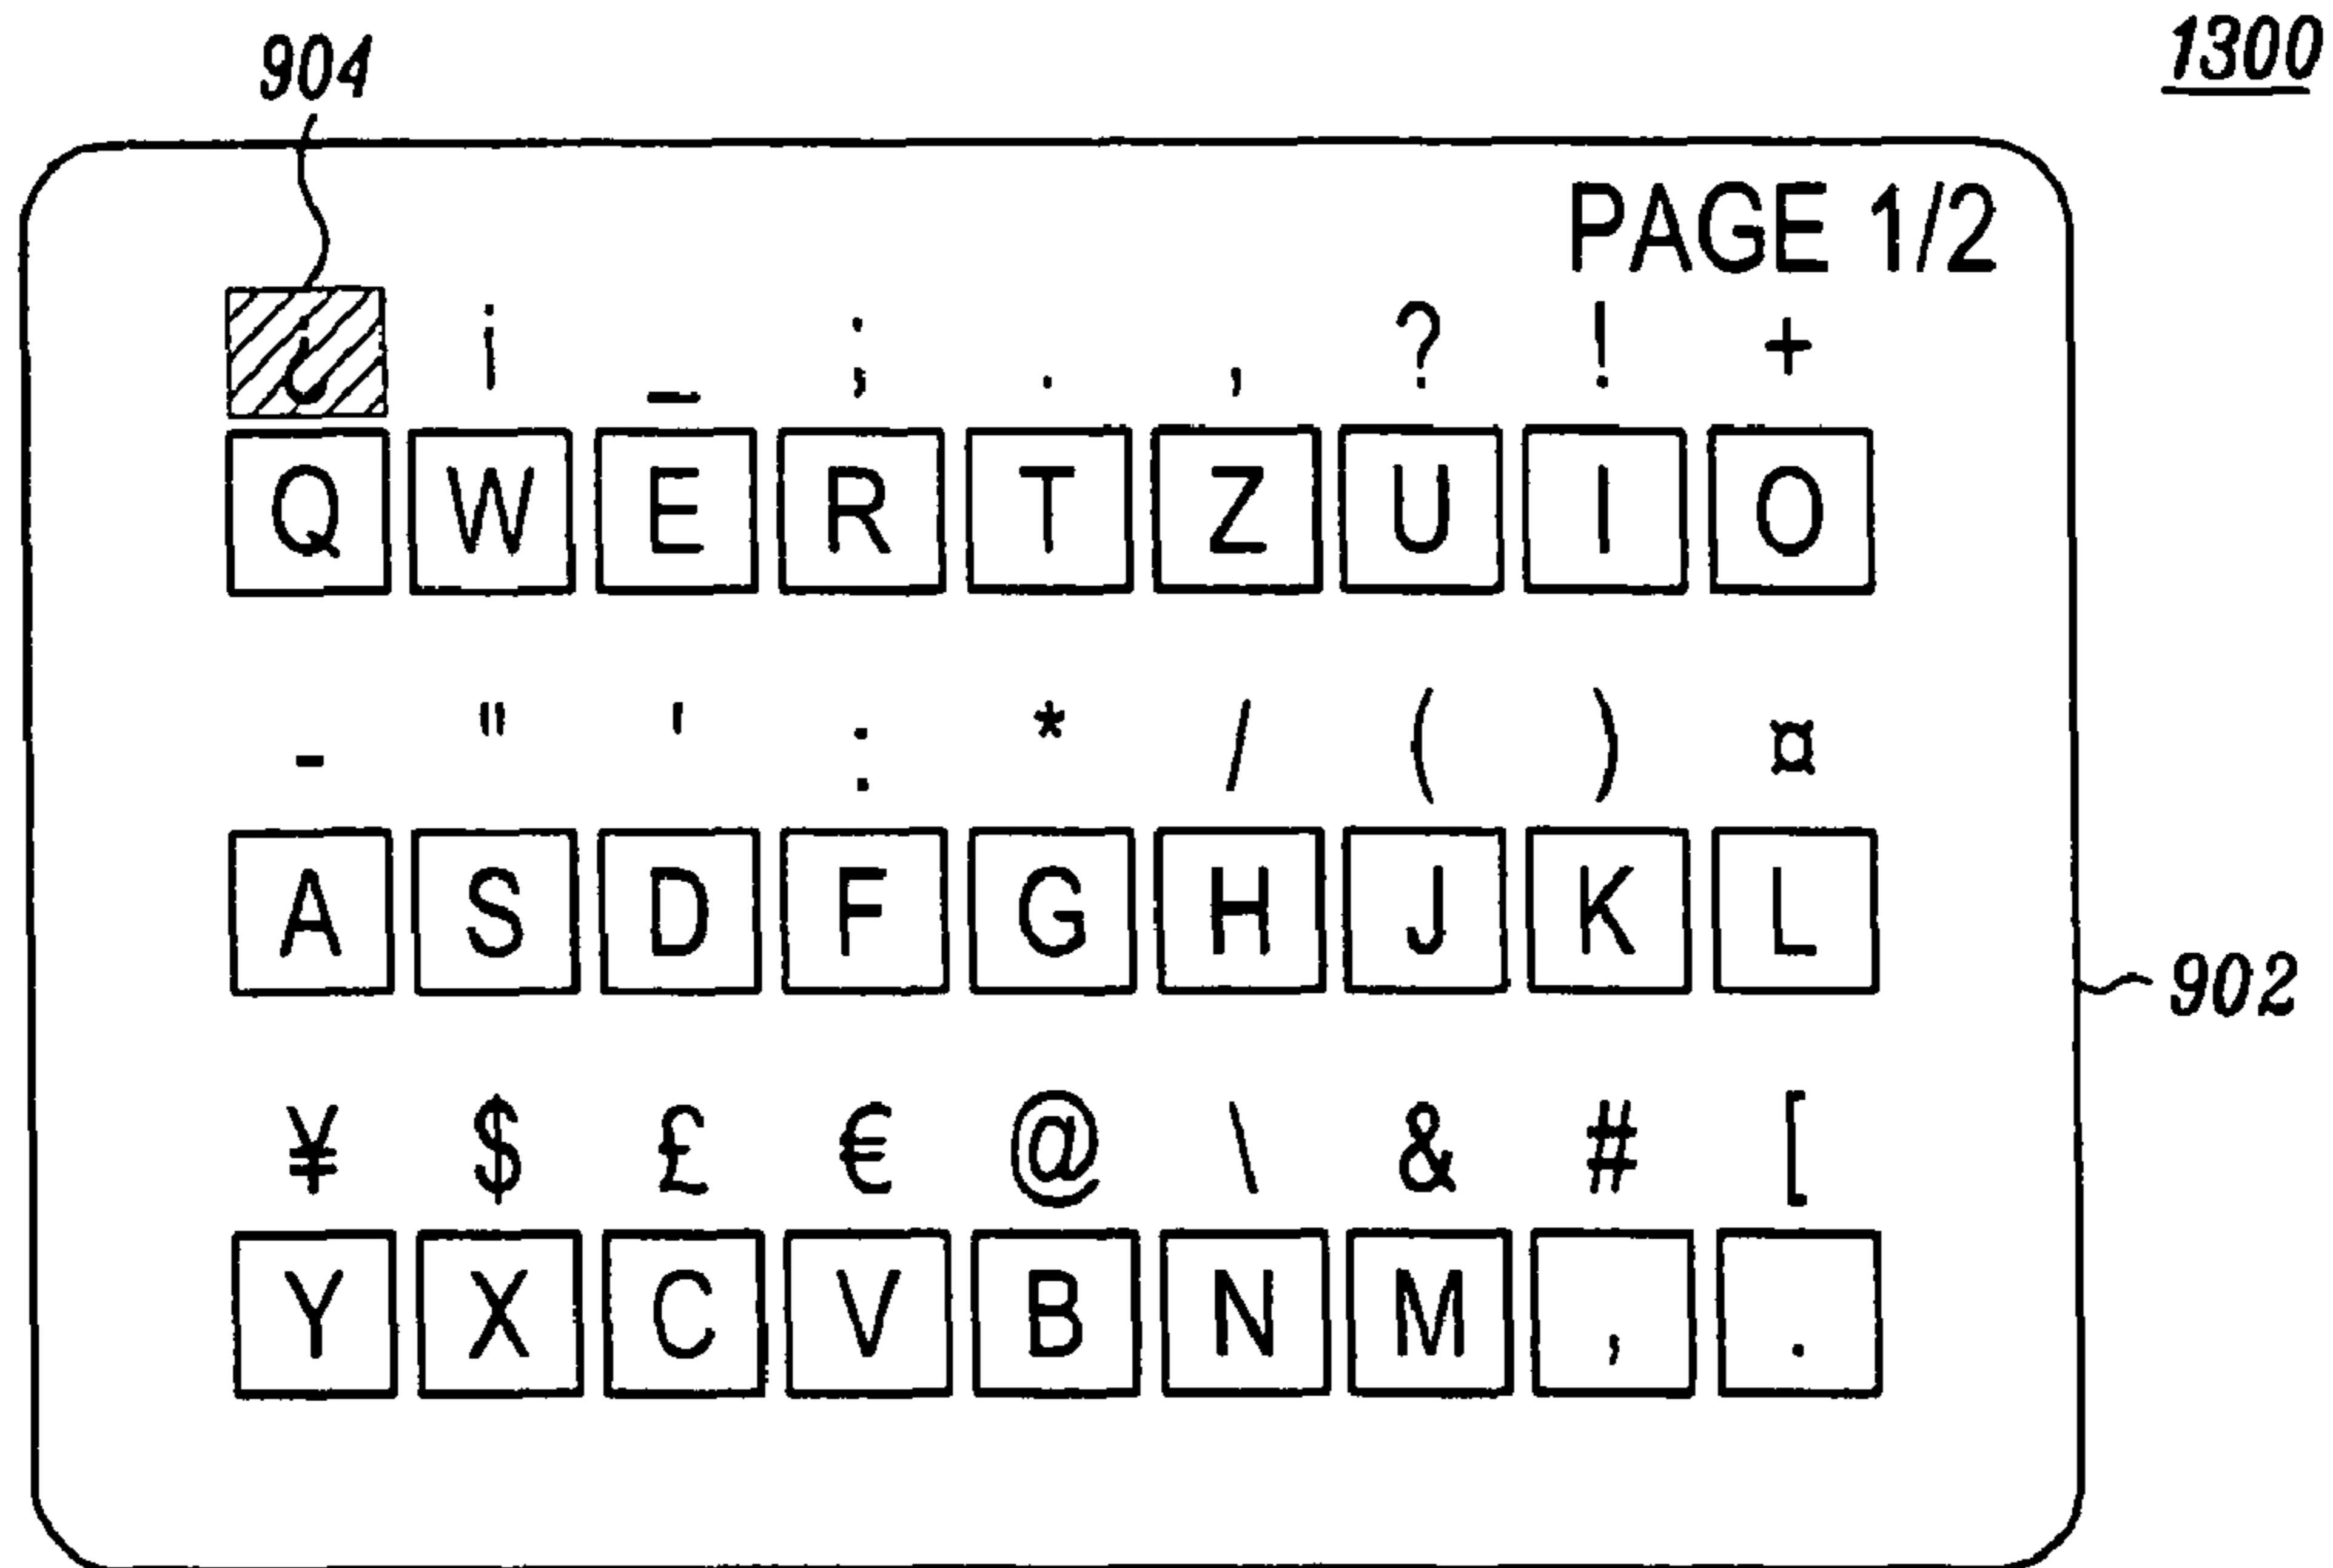 904
1300
PAGE 1/2
¿ ¡ _ ; . , ? ! +
Q W E R T Z U I O
- " ' : * / ( ) ¤
A S D F G H J K L
902
¥ $ £ € @ \ & # [
Y X C V B N M , .